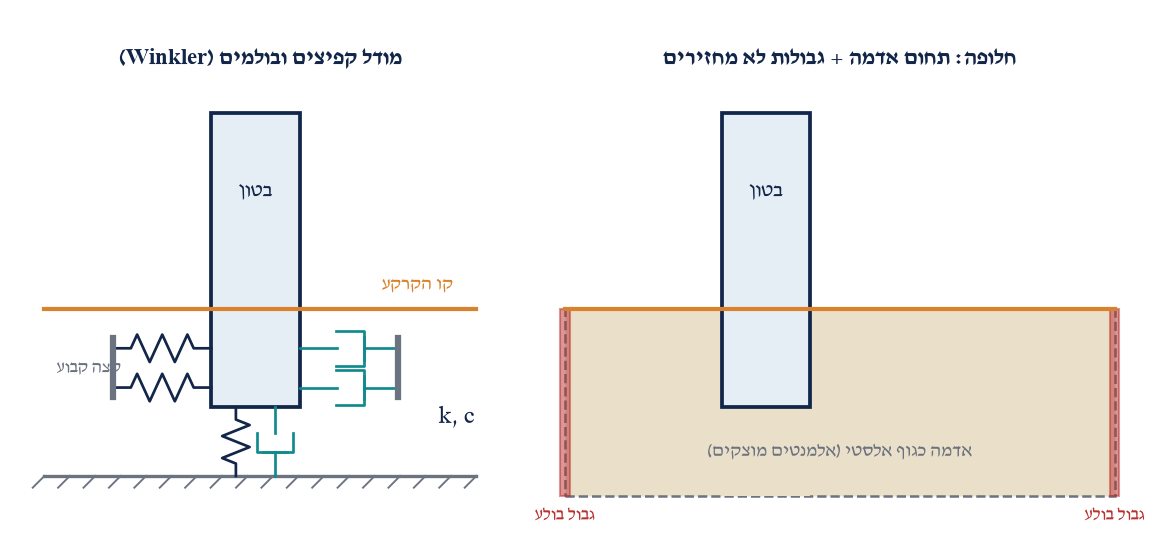 מודל קפיצים ובולמים (Winkler)
בטון
קו הקרקע
קצה קבוע
k, c
חלופה: תחום אדמה + גבולות לא מחזירים
בטון
אדמה כגוף אלסטי (אלמנטים מוצקים)
גבול בולע
גבול בולע